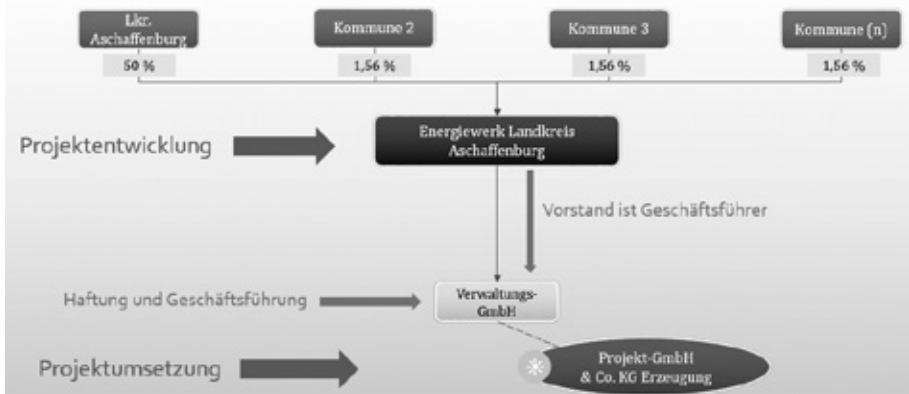 Lkr.
Aschaffenburg
Kommune 2
Kommune 3
Kommune (n)
50 %
1,56 %
1,56 %
1,56 %
Projektentwicklung
Energiewerk Landkreis
Aschaffenburg
Vorstand ist Geschäftsführer
Haftung und Geschäftsführung
Verwaltungs-
GmbH
Projektumsetzung
Projekt-GmbH
& Co. KG Erzeugung